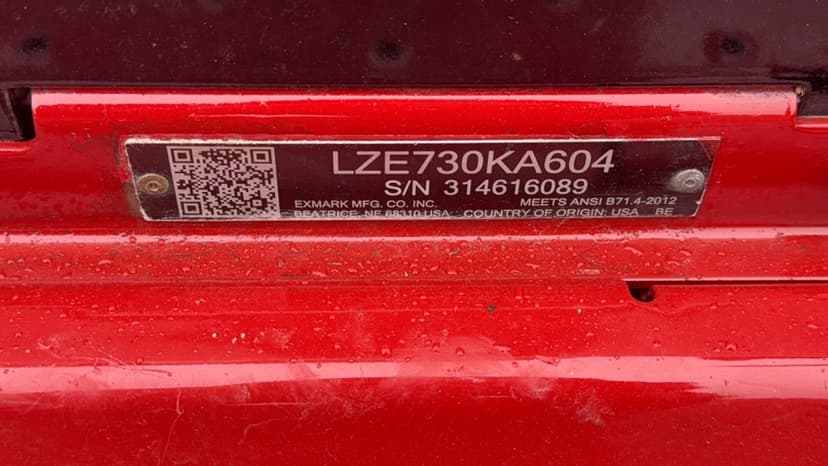 LZE730KA604
S/N 314616089
EXMARK MFG. CO. INC. MEETS ANSI B71.4-2012
BEATRICE, NE 68310 USA COUNTRY OF ORIGIN: USA BE